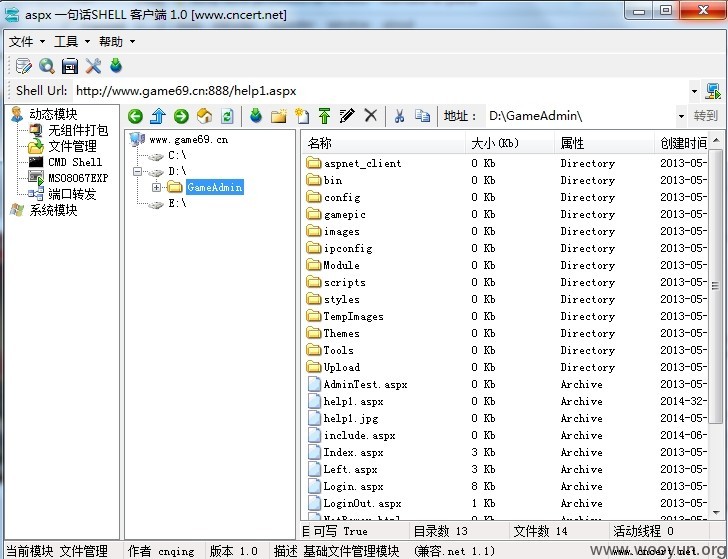 aspx 一句话SHELL 客户端 1.0 [www.cncert.net]
文件 工具 帮助
Shell Url: http://www.game69.cn:888/help1.aspx
动态模块
无组件打包
文件管理
CMD Shell
MS08067EXP
端口转发
系统模块
www.game69.cn
C:\
D:\
GameAdmin
E:\
地址: D:\GameAdmin\ 转到
名称 大小(Kb) 属性 创建时间
aspnet_client 0 Kb Directory 2013-05-
bin 0 Kb Directory 2013-05-
config 0 Kb Directory 2013-05-
gamepic 0 Kb Directory 2013-05-
images 0 Kb Directory 2013-05-
ipconfig 0 Kb Directory 2013-05-
Module 0 Kb Directory 2013-05-
scripts 0 Kb Directory 2013-05-
styles 0 Kb Directory 2013-05-
TempImages 0 Kb Directory 2013-05-
Themes 0 Kb Directory 2013-05-
Tools 0 Kb Directory 2013-05-
Upload 0 Kb Directory 2013-05-
AdminTest.aspx 0 Kb Archive 2013-05-
help1.aspx 0 Kb Archive 2014-32-
help1.jpg 0 Kb Archive 2014-05-
include.aspx 0 Kb Archive 2014-06-
Index.aspx 3 Kb Archive 2013-05-
Left.aspx 3 Kb Archive 2013-05-
Login.aspx 8 Kb Archive 2013-05-
LoginOut.aspx 1 Kb Archive 2013-05-
目可写 True 目录数 13 文件数 14 活动线程 0
当前模块 文件管理 作者 cnqing 版本 1.0 描述 基础文件管理模块 (兼容.net 1.1) www.cncert.net
www.wooyun.org